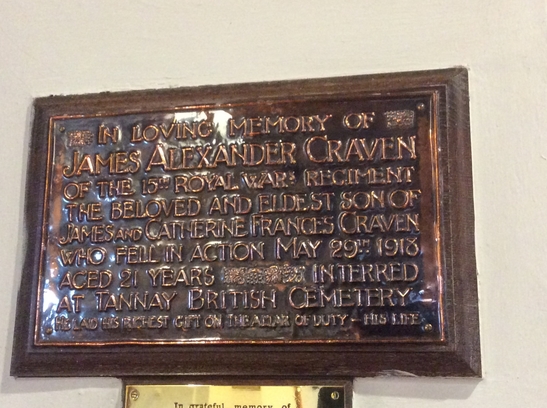 IN LOVING MEMORY OF
JAMES ALEXANDER CRAVEN
OF THE 15TH ROYAL WARKS REGIMENT
THE BELOVED AND ELDEST SON OF
JAMES AND CATHERINE FRANCES CRAVEN
WHO FELL IN ACTION MAY 29TH 1918
AGED 21 YEARS INTERRED
AT TANNAY BRITISH CEMETERY
HE LAID HIS RICHEST GIFT ON THE ALTAR OF DUTY – HIS LIFE
In grateful memory of